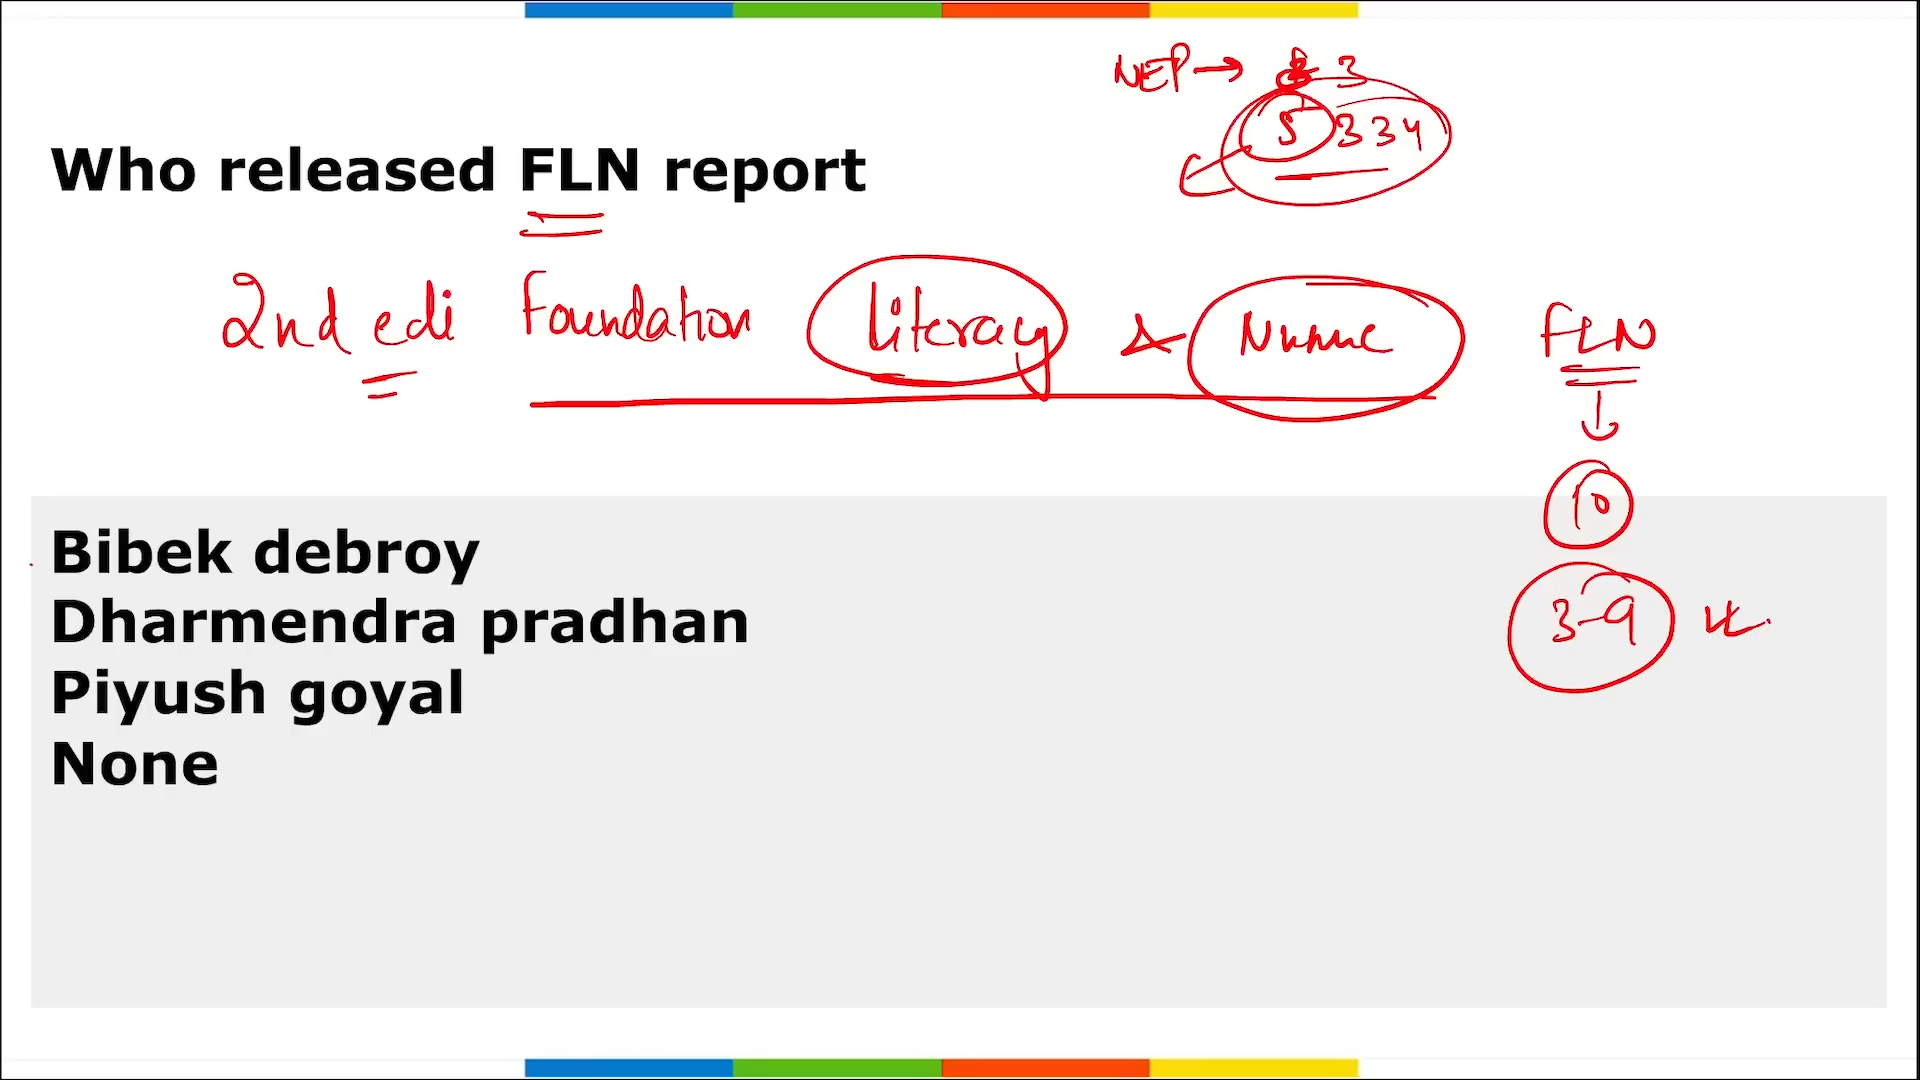 NEP → 3
5 3 3 4
Who released FLN report
2nd edi Foundation literacy & Nume FLN
10
Bibek debroy
3-9
Dharmendra pradhan
Piyush goyal
None